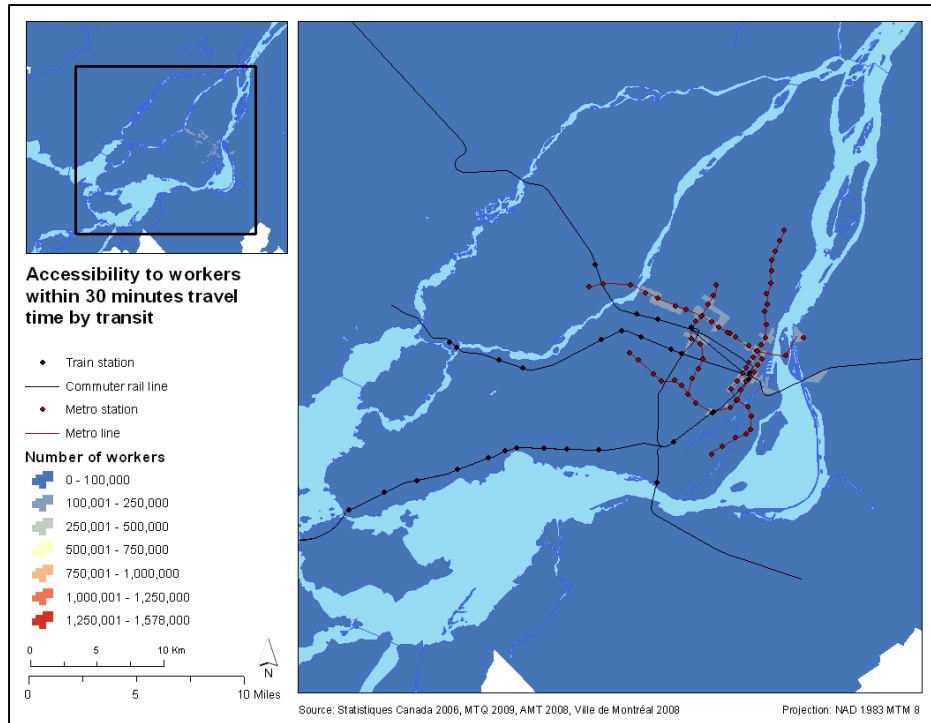 Accessibility to workers
within 30 minutes travel
time by transit
Train station
Commuter rail line
Metro station
Metro line
Number of workers
0 - 100,000
100,001 - 250,000
250,001 - 500,000
500,001 - 750,000
750,001 - 1,000,000
1,000,001 - 1,250,000
1,250,001 - 1,578,000
0 5 10 Km
N
0 5 10 Miles
Source: Statistiques Canada 2006, MTQ 2009, AMT 2008, Ville de Montréal 2008 Projection: NAD 1983 MTM 8